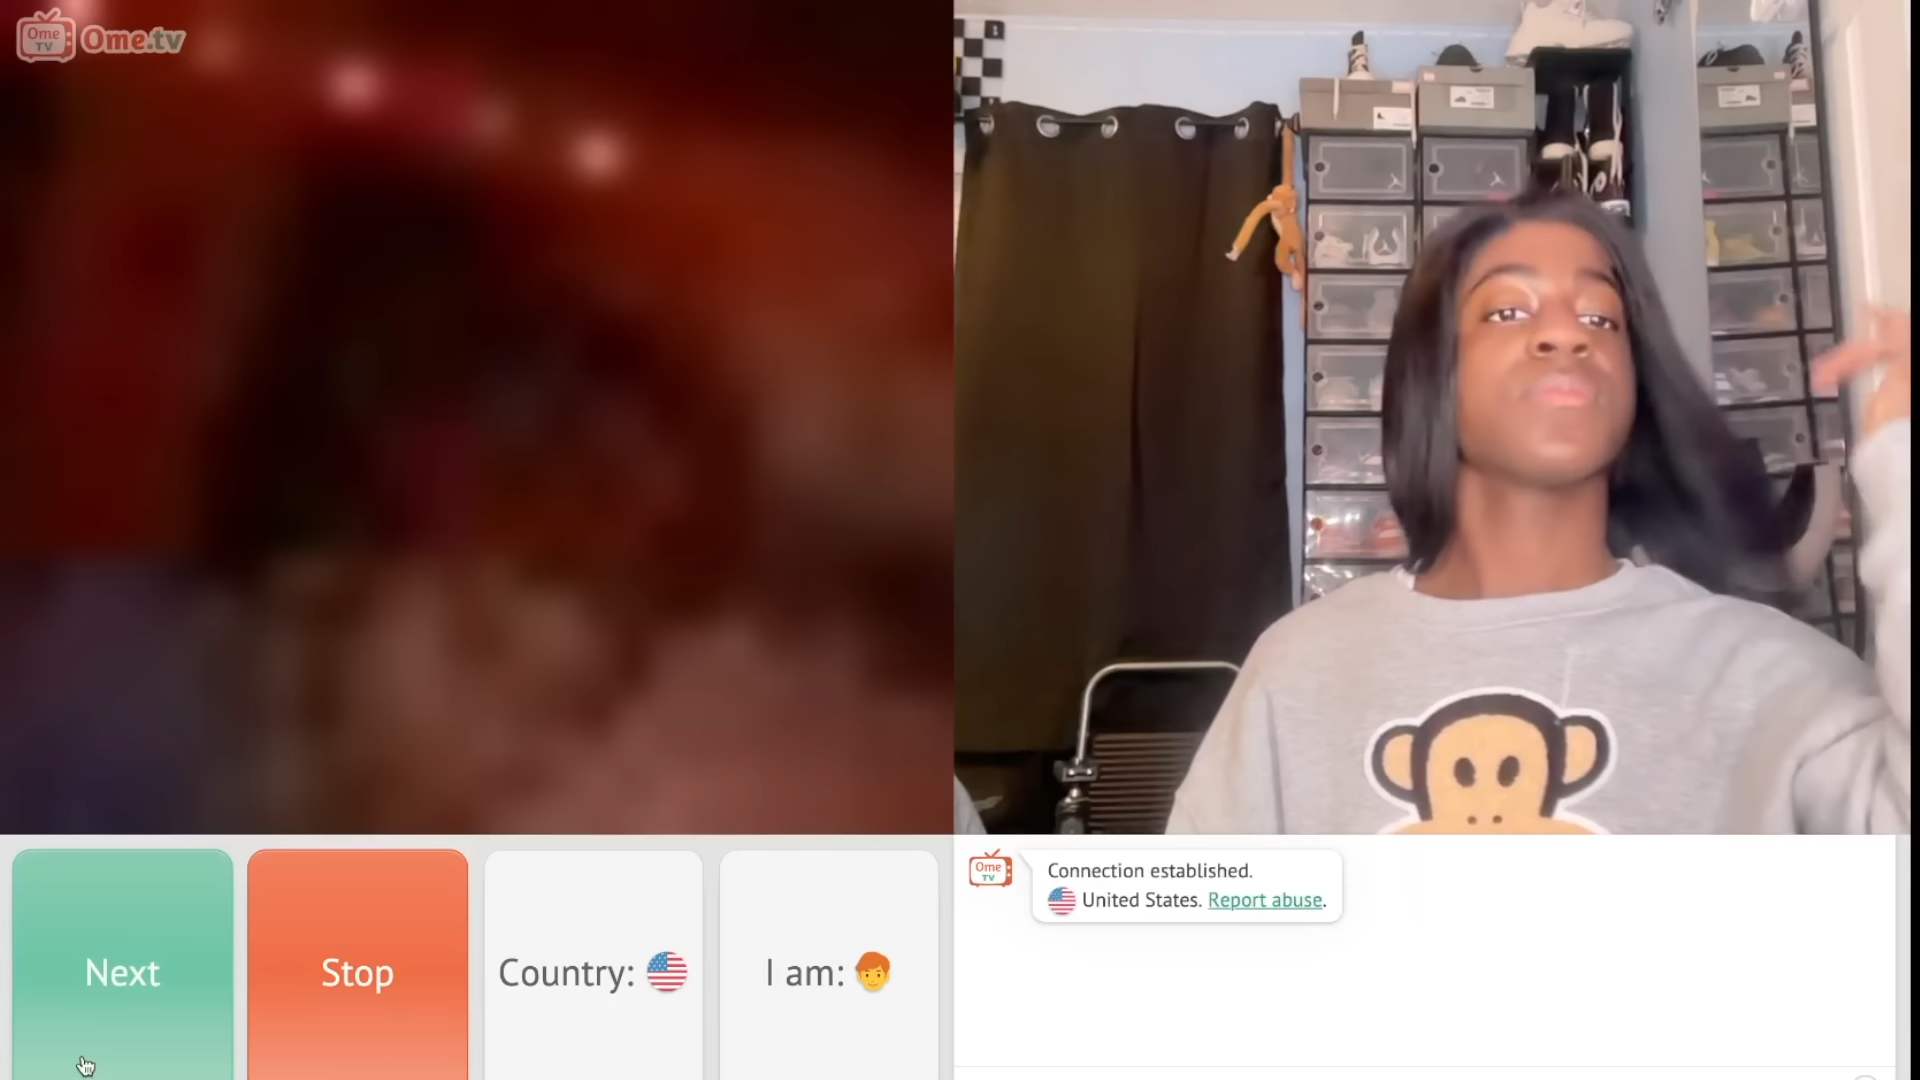 Ome TV Ome.tv
Next
Stop
Country:
I am:
Ome TV
Connection established.
United States. Report abuse.